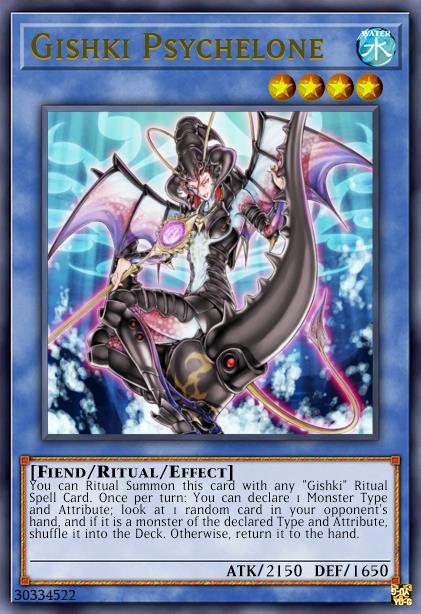 Gishki Psychelone
WATER
水
[Fiend/Ritual/Effect]
You can Ritual Summon this card with any "Gishki" Ritual
Spell Card. Once per turn: You can declare 1 Monster Type
and Attribute; look at 1 random card in your opponent's
hand, and if it is a monster of the declared Type and Attribute,
shuffle it into the Deck. Otherwise, return it to the hand.
ATK/2150 DEF/1650
30334522